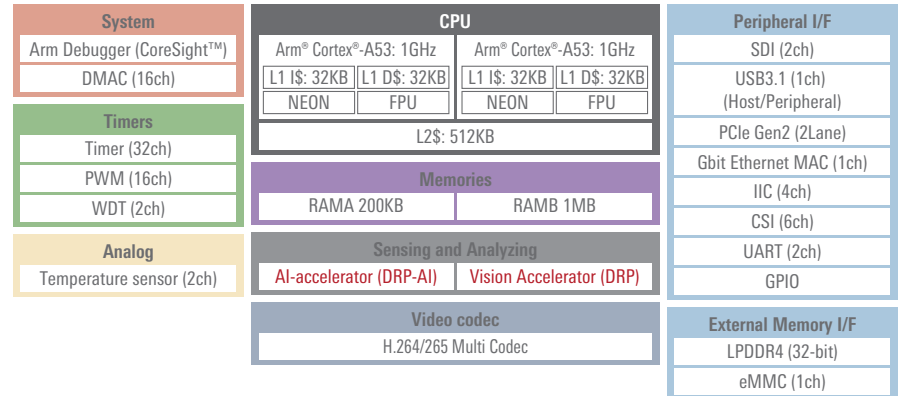 System
Arm Debugger (CoreSight™)
DMAC (16ch)
Timers
Timer (32ch)
PWM (16ch)
WDT (2ch)
Analog
Temperature sensor (2ch)
CPU
Arm® Cortex®-A53: 1GHz
L1 I$: 32KB L1 D$: 32KB
NEON FPU
Arm® Cortex®-A53: 1GHz
L1 I$: 32KB L1 D$: 32KB
NEON FPU
L2$: 512KB
Memories
RAMA 200KB RAMB 1MB
Sensing and Analyzing
AI-accelerator (DRP-AI) Vision Accelerator (DRP)
Video codec
H.264/265 Multi Codec
Peripheral I/F
SDI (2ch)
USB3.1 (1ch)
(Host/Peripheral)
PCIe Gen2 (2Lane)
Gbit Ethernet MAC (1ch)
IIC (4ch)
CSI (6ch)
UART (2ch)
GPIO
External Memory I/F
LPDDR4 (32-bit)
eMMC (1ch)